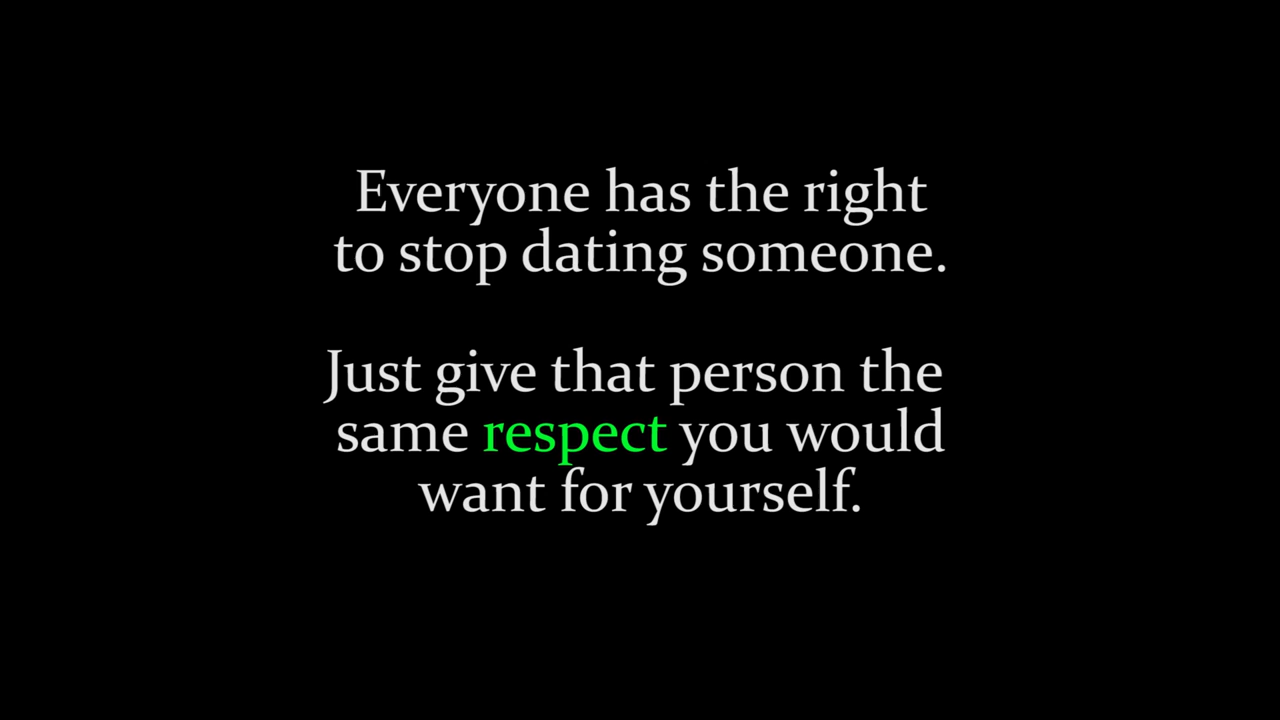 Everyone has the right
to stop dating someone.
Just give that person the
same respect you would
want for yourself.